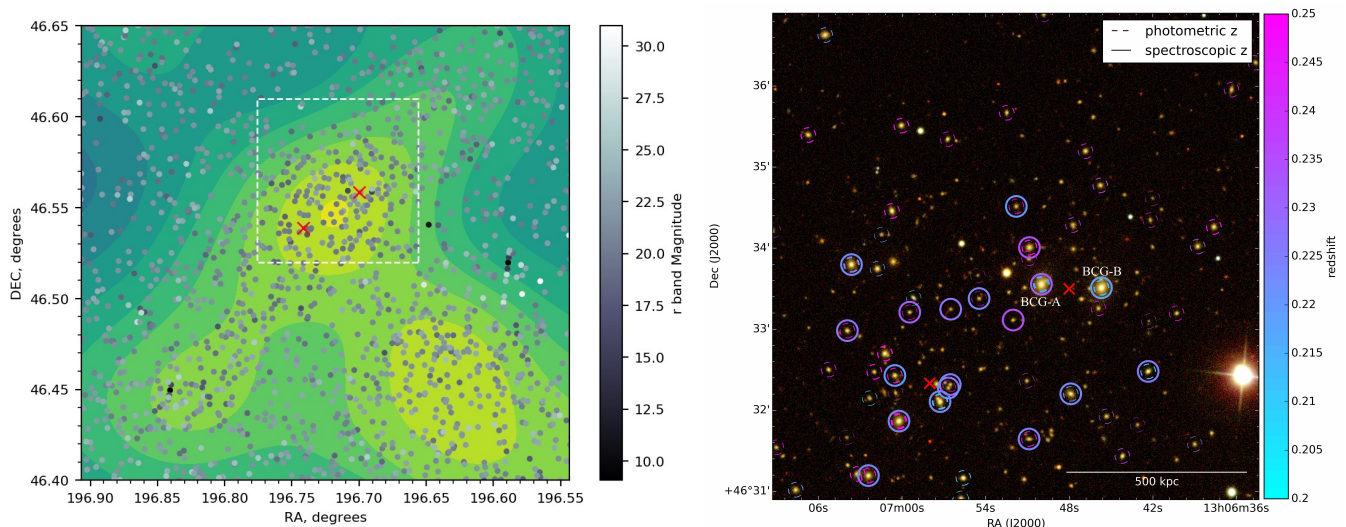 46.65
46.60
46.55
46.50
46.45
46.40
DEC, degrees
196.90
196.85
196.80
196.74
196.70
196.65
196.60
196.55
RA, degrees
30.0
27.5
25.0
22.5
20.0
17.5
15.0
12.5
10.0
r band Magnitude
photometric z
spectroscopic z
36'
35'
34'
33'
32'
+46°31'
Dec (J2000)
BCG-A
BCG-B
500 kpc
06s
07m00s
54s
48s
42s
13h06m36s
RA (J2000)
0.25
0.245
0.24
0.235
0.23
0.225
0.22
0.215
0.21
0.205
0.2
redshift